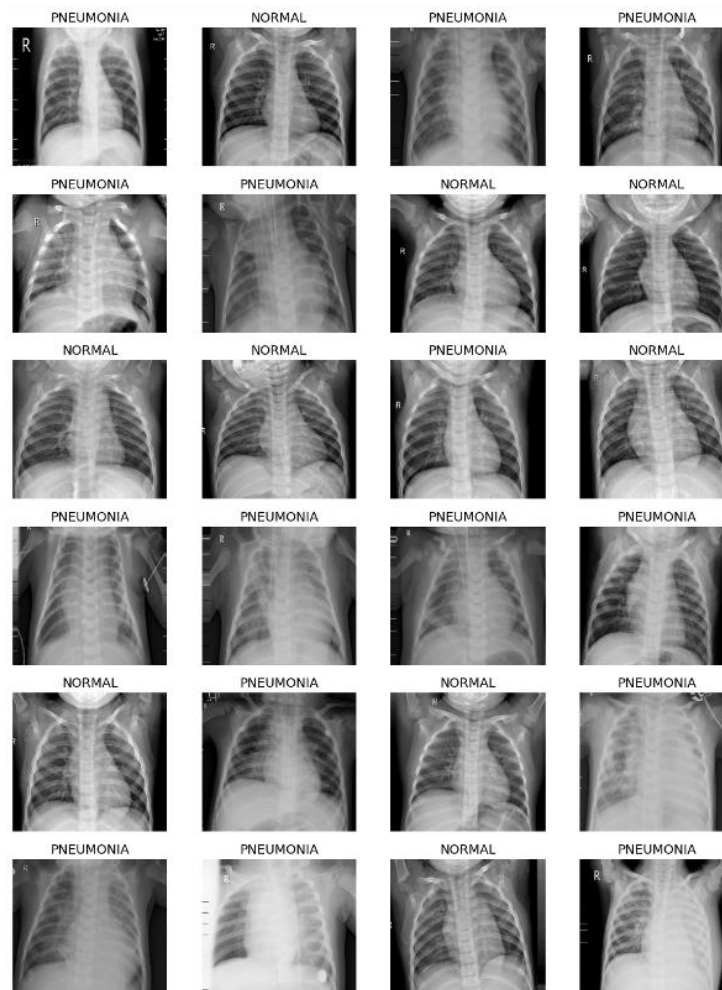 PNEUMONIA NORMAL PNEUMONIA PNEUMONIA
R R R
PNEUMONIA PNEUMONIA NORMAL NORMAL
R R R R
NORMAL NORMAL PNEUMONIA NORMAL
R R R
PNEUMONIA PNEUMONIA PNEUMONIA PNEUMONIA
R R
NORMAL PNEUMONIA NORMAL PNEUMONIA
R
PNEUMONIA PNEUMONIA NORMAL PNEUMONIA
R R R